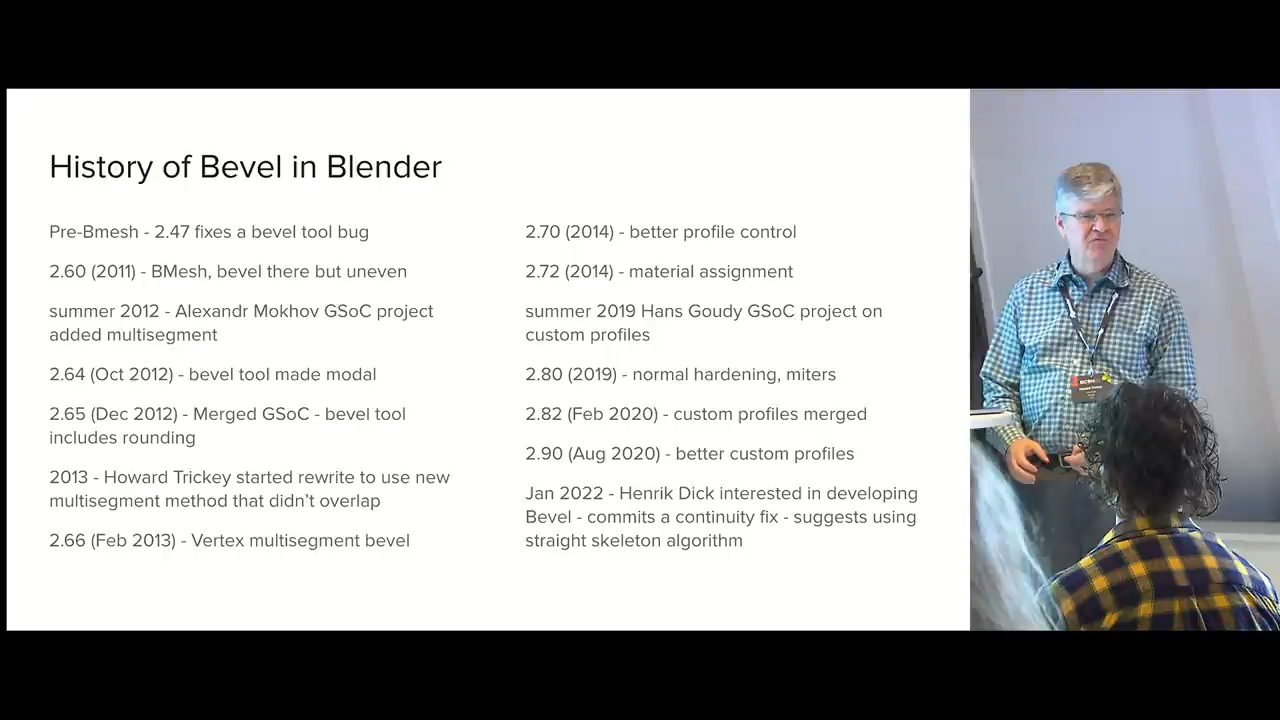 History of Bevel in Blender
Pre-Bmesh - 2.47 fixes a bevel tool bug
2.60 (2011) - BMesh, bevel there but uneven
summer 2012 - Alexandr Mokhov GSoC project
added multisegment
2.64 (Oct 2012) - bevel tool made modal
2.65 (Dec 2012) - Merged GSoC - bevel tool
includes rounding
2013 - Howard Trickey started rewrite to use new
multisegment method that didn't overlap
2.66 (Feb 2013) - Vertex multisegment bevel
2.70 (2014) - better profile control
2.72 (2014) - material assignment
summer 2019 Hans Goudy GSoC project on
custom profiles
2.80 (2019) - normal hardening, miters
2.82 (Feb 2020) - custom profiles merged
2.90 (Aug 2020) - better custom profiles
Jan 2022 - Henrik Dick interested in developing
Bevel - commits a continuity fix - suggests using
straight skeleton algorithm